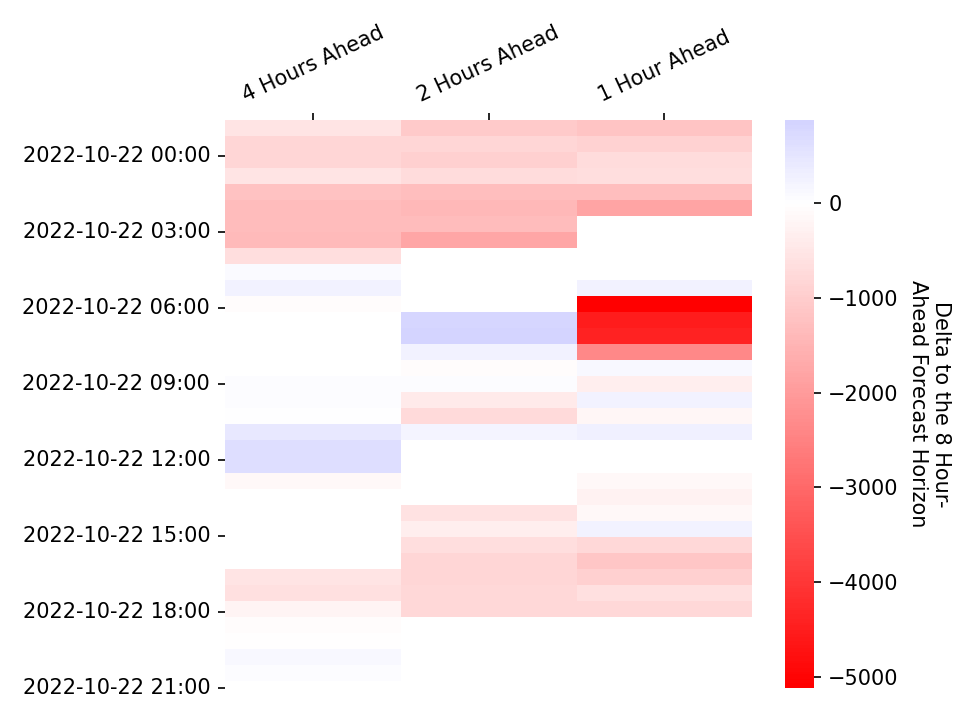 4 Hours Ahead
2 Hours Ahead
1 Hour Ahead
2022-10-22 00:00
2022-10-22 03:00
2022-10-22 06:00
2022-10-22 09:00
2022-10-22 12:00
2022-10-22 15:00
2022-10-22 18:00
2022-10-22 21:00
0
−1000
−2000
−3000
−4000
−5000
Delta to the 8 Hour-
Ahead Forecast Horizon